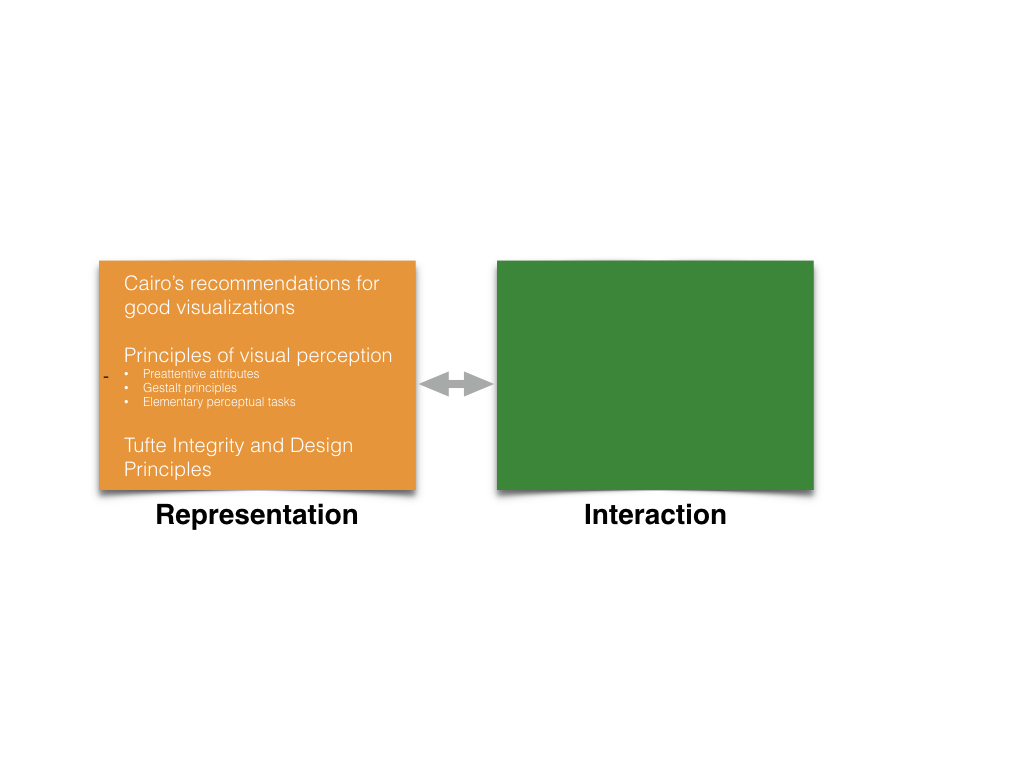 Cairo’s recommendations for
good visualizations
Principles of visual perception
• Preattentive attributes
• Gestalt principles
• Elementary perceptual tasks
-
Tufte Integrity and Design
Principles
Representation
Interaction